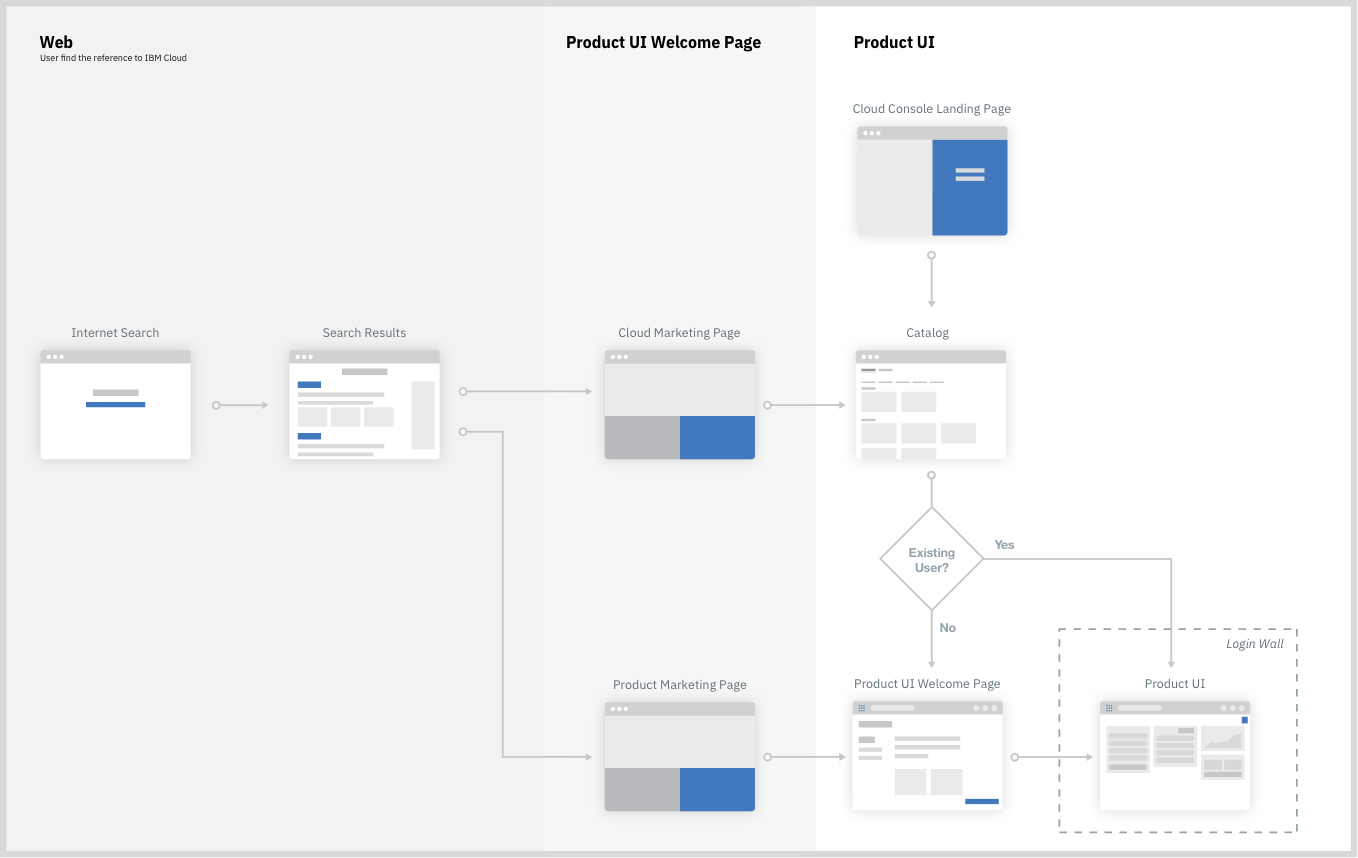 Web
User find the reference to IBM Cloud
Product UI Welcome Page
Product UI
Cloud Console Landing Page
Internet Search
Search Results
Cloud Marketing Page
Catalog
Existing
User?
Yes
No
Login Wall
Product Marketing Page
Product UI Welcome Page
Product UI